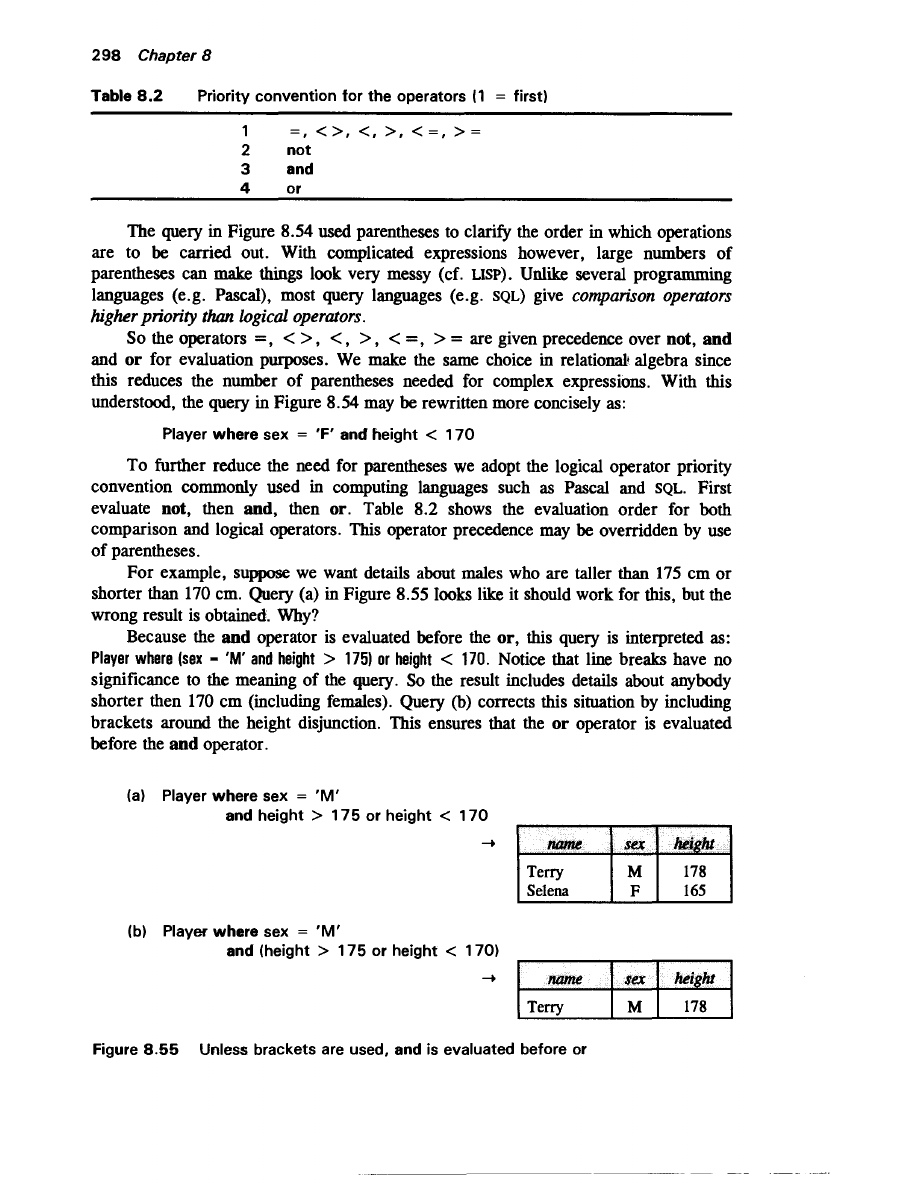 298 Chapter 8
Table 8.2 Priority convention for the operators (1 = first)
1 =, < >, <, >, < =, > =
2 not
3 and
4 or
The query in Figure 8.54 used parentheses to clarify the order in which operations
are to be carried out. With complicated expressions however, large numbers of
parentheses can make things look very messy (cf. LISP). Unlike several programming
languages (e.g. Pascal), most query languages (e.g. SQL) give comparison operators
higher priority than logical operators.
So the operators =, < >, <, >, < =, > = are given precedence over not, and
and or for evaluation purposes. We make the same choice in relational algebra since
this reduces the number of parentheses needed for complex expressions. With this
understood, the query in Figure 8.54 may be rewritten more concisely as:
Player where sex = 'F' and height < 170
To further reduce the need for parentheses we adopt the logical operator priority
convention commonly used in computing languages such as Pascal and SQL. First
evaluate not, then and, then or. Table 8.2 shows the evaluation order for both
comparison and logical operators. This operator precedence may be overridden by use
of parentheses.
For example, suppose we want details about males who are taller than 175 cm or
shorter than 170 cm. Query (a) in Figure 8.55 looks like it should work for this, but the
wrong result is obtained. Why?
Because the and operator is evaluated before the or, this query is interpreted as:
Player where (sex = 'M' and height > 175) or height < 170. Notice that line breaks have no
significance to the meaning of the query. So the result includes details about anybody
shorter then 170 cm (including females). Query (b) corrects this situation by including
brackets around the height disjunction. This ensures that the or operator is evaluated
before the and operator.
(a) Player where sex = 'M'
and height > 175 or height < 170
→ name sex height
Terry M 178
Selena F 165
(b) Player where sex = 'M'
and (height > 175 or height < 170)
→ name sex height
Terry M 178
Figure 8.55 Unless brackets are used, and is evaluated before or